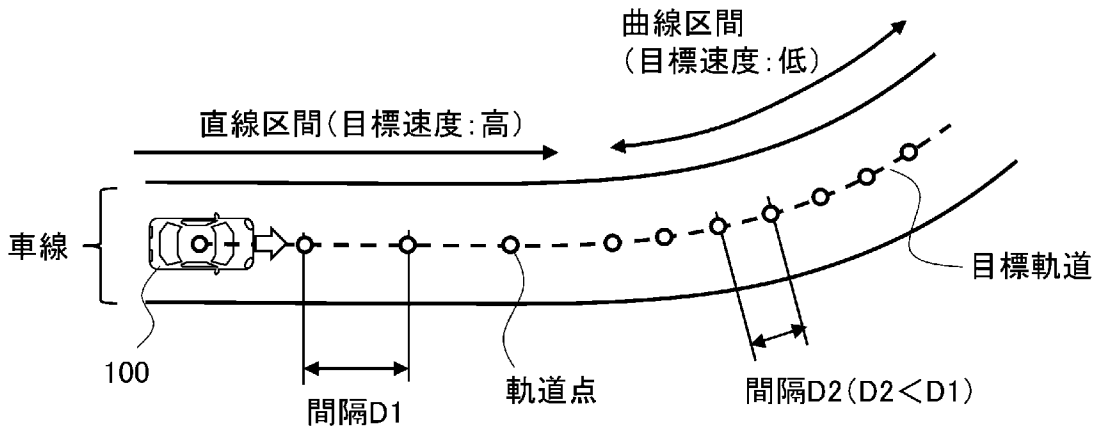 曲線区間
（目標速度：低）
直線区間（目標速度：高）
車線
目標軌道
100
軌道点
間隔D1
間隔D2（D2＜D1）